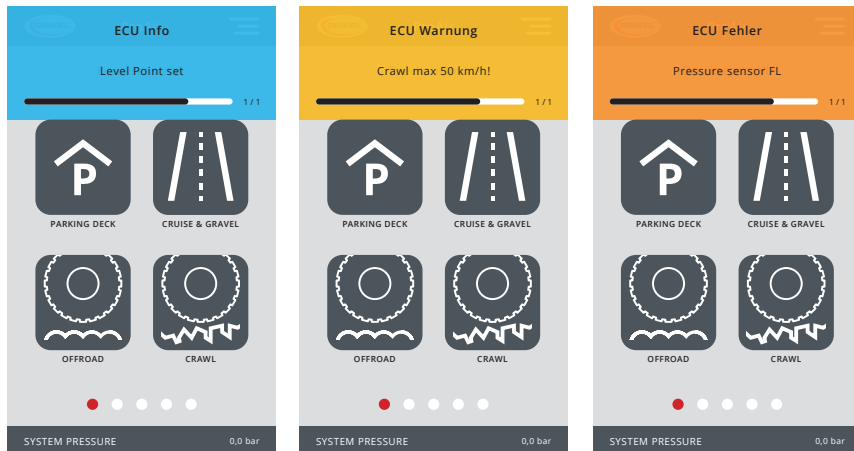 ECU Info
Level Point set
1 / 1
P
PARKING DECK
CRUISE & GRAVEL
OFFROAD
CRAWL
SYSTEM PRESSURE 0,0 bar
ECU Warnung
Crawl max 50 km/h!
1 / 1
P
PARKING DECK
CRUISE & GRAVEL
OFFROAD
CRAWL
SYSTEM PRESSURE 0,0 bar
ECU Fehler
Pressure sensor FL
1 / 1
P
PARKING DECK
CRUISE & GRAVEL
OFFROAD
CRAWL
SYSTEM PRESSURE 0,0 bar